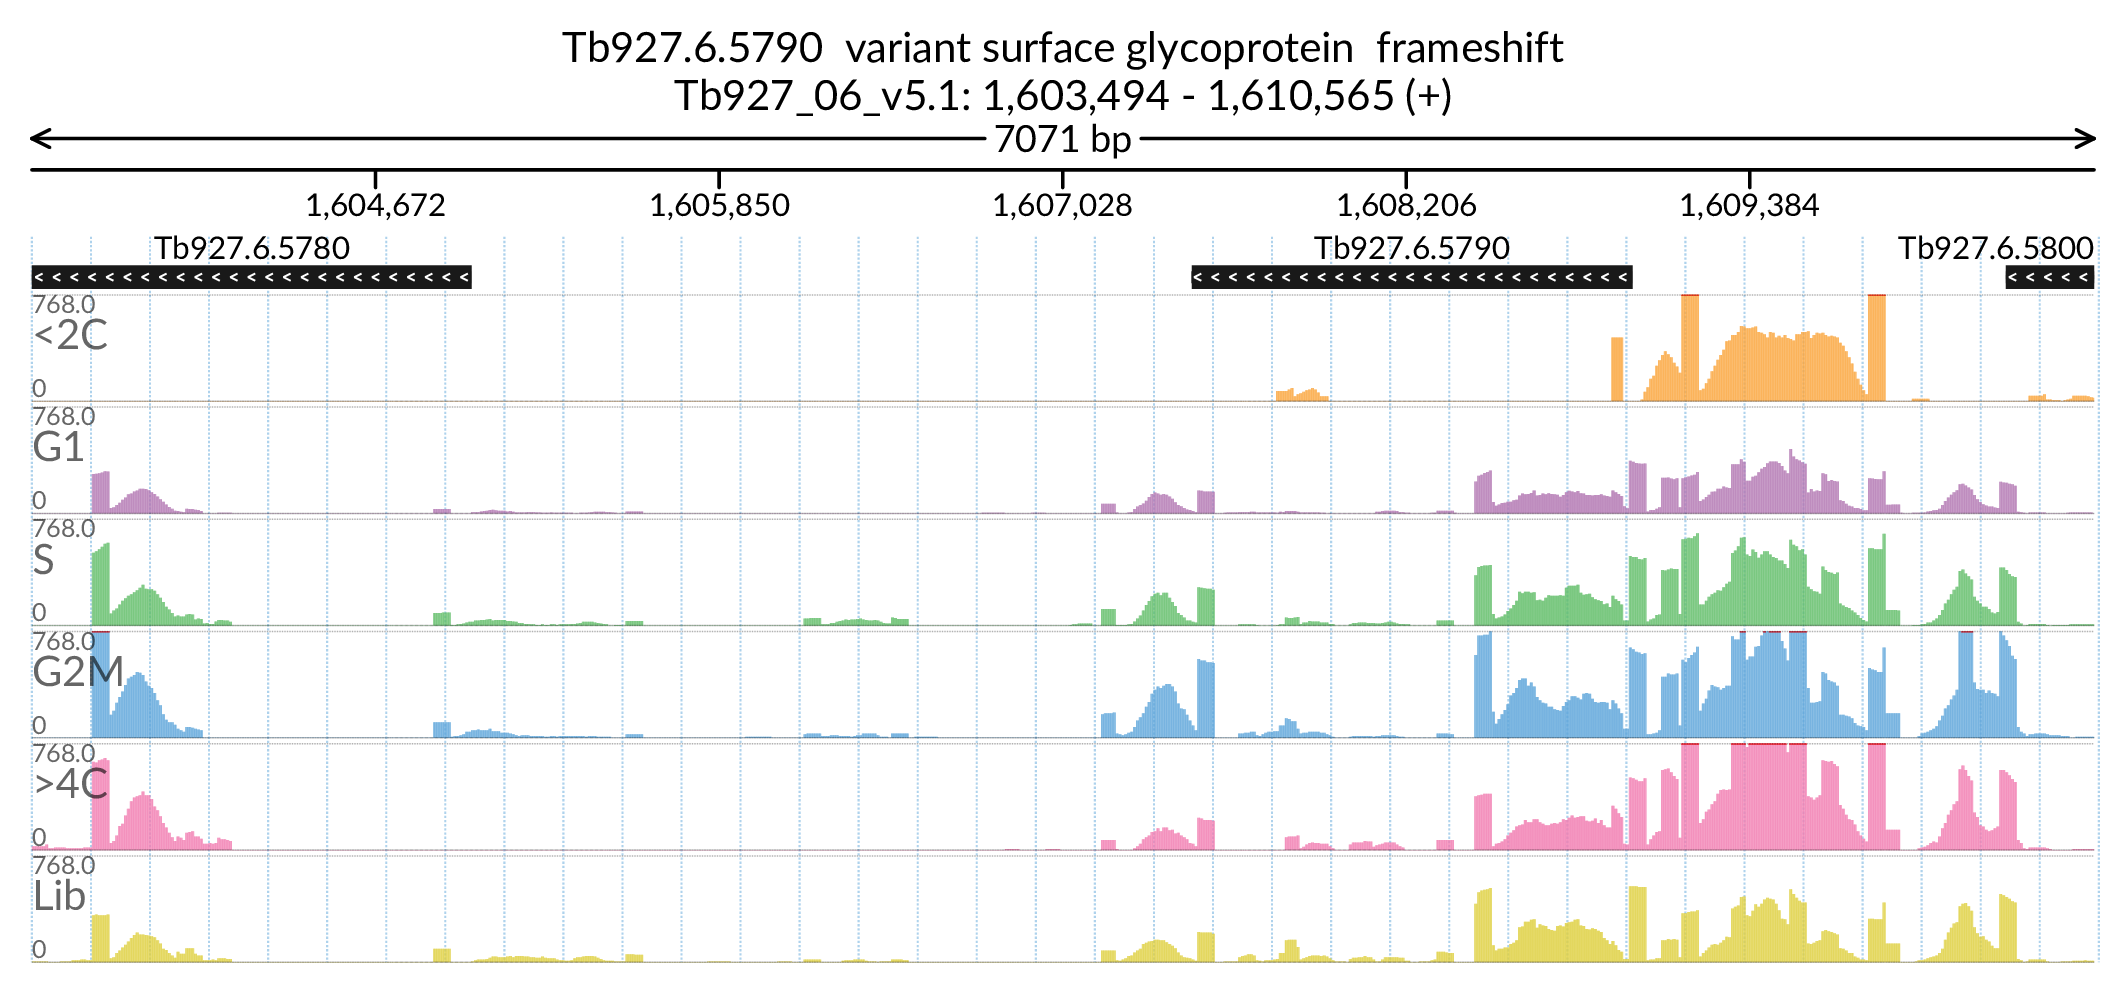 Tb927.6.5790 variant surface glycoprotein frameshift
Tb927_06_v5.1: 1,603,494 - 1,610,565 (+)
7071 bp
1,604,672 1,605,850 1,607,028 1,608,206 1,609,384
Tb927.6.5780 Tb927.6.5790 Tb927.6.5800
768.0
<2C
0
768.0
G1
0
768.0
S
0
768.0
G2M
0
768.0
>4C
0
768.0
Lib
0